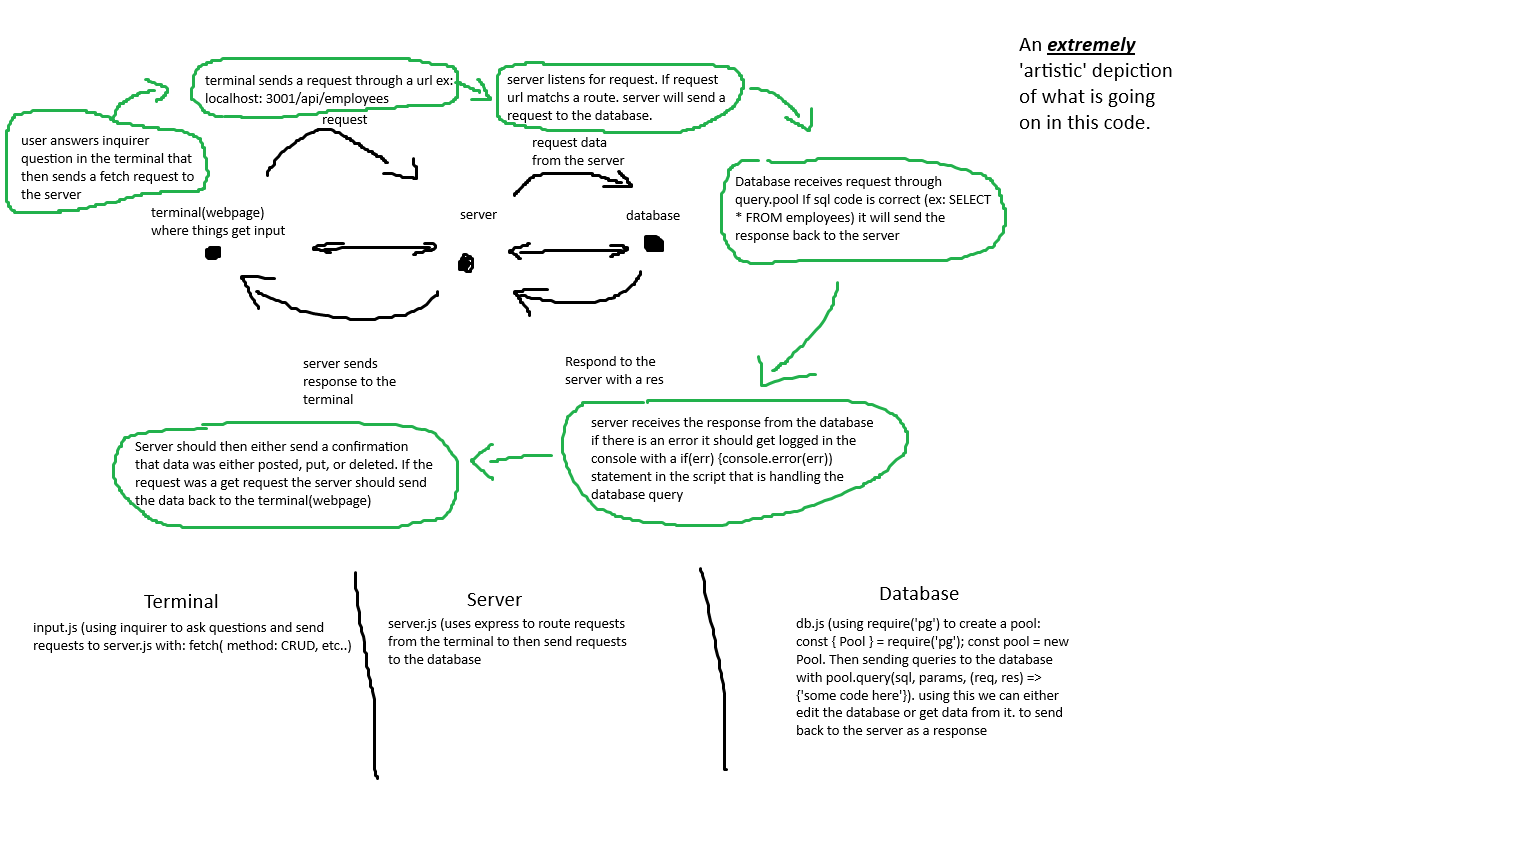 An extremely
'artistic' depiction
of what is going
on in this code.
user answers inquirer
question in the terminal that
then sends a fetch request to
the server
terminal sends a request through a url ex:
localhost: 3001/api/employees
request
server listens for request. If request
url matchs a route. server will send a
request to the database.
request data
from the server
Database receives request through
query.pool If sql code is correct (ex: SELECT
* FROM employees) it will send the
response back to the server
terminal(webpage)
where things get input
server
database
server sends
response to the
terminal
Respond to the
server with a res
server receives the response from the database
if there is an error it should get logged in the
console with a if(err) {console.error(err))
statement in the script that is handling the
database query
Server should then either send a confirmation
that data was either posted, put, or deleted. If the
request was a get request the server should send
the data back to the terminal(webpage)
Terminal
input.js (using inquirer to ask questions and send
requests to server.js with: fetch( method: CRUD, etc..)
Server
server.js (uses express to route requests
from the terminal to then send requests
to the database
Database
db.js (using require('pg') to create a pool:
const { Pool } = require('pg'); const pool = new
Pool. Then sending queries to the database
with pool.query(sql, params, (req, res) =>
{'some code here'}). using this we can either
edit the database or get data from it. to send
back to the server as a response